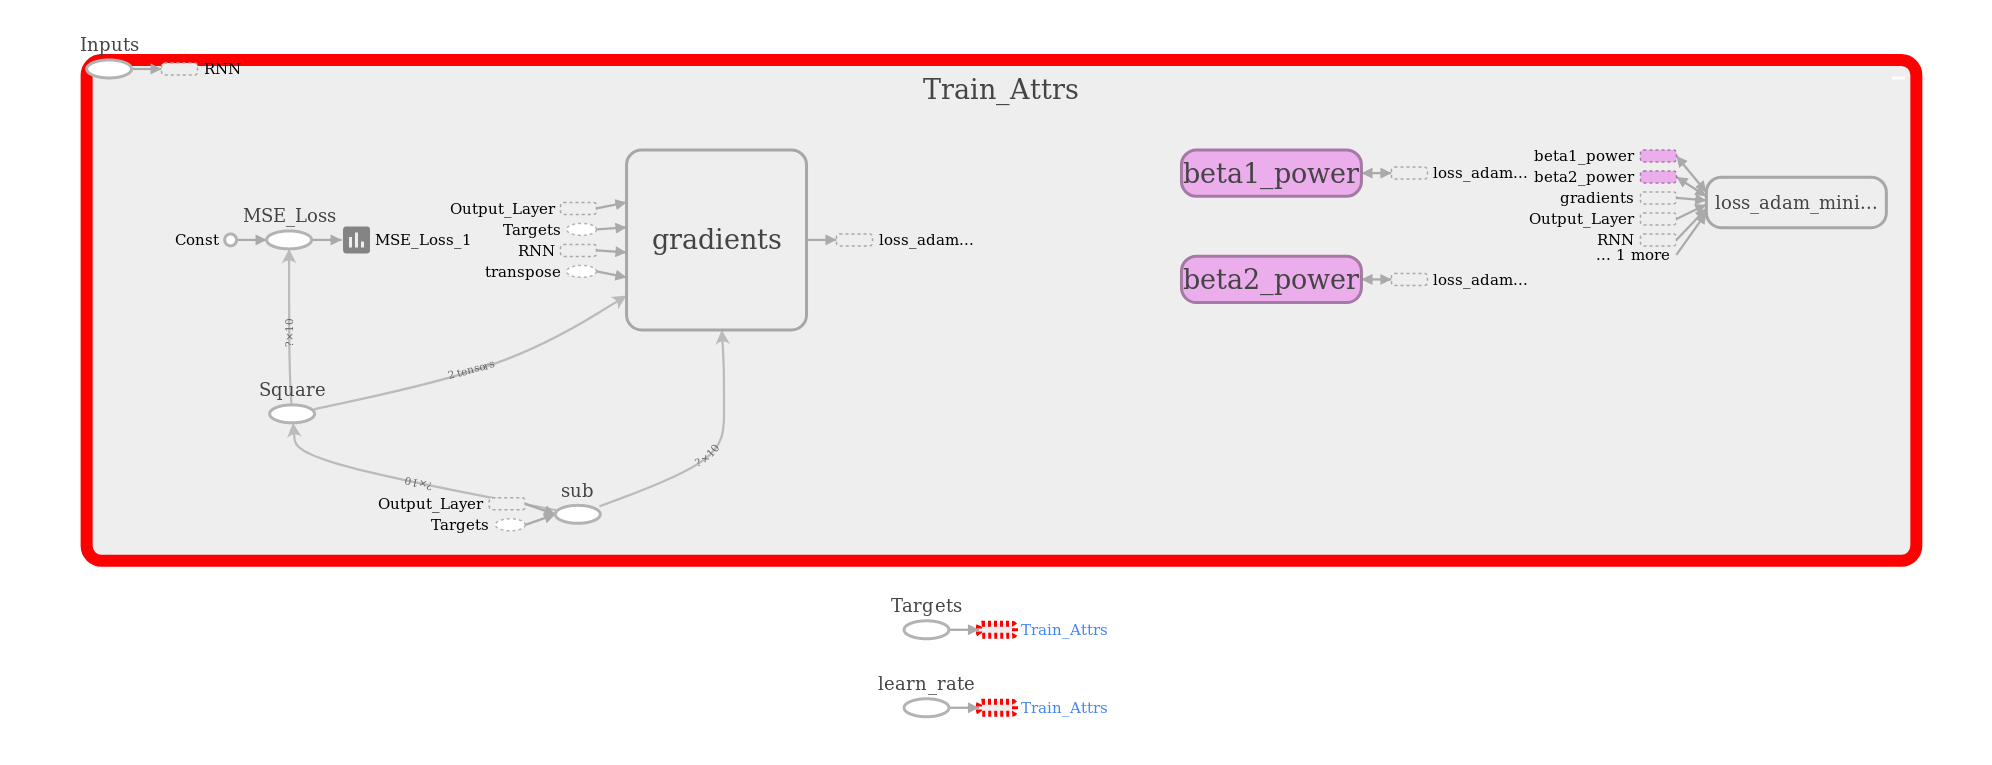 Inputs
RNN
Train_Attrs
MSE_Loss
Const
MSE_Loss_1
Output_Layer
Targets
RNN
transpose
gradients
loss_adam...
beta1_power
loss_adam...
beta2_power
loss_adam...
beta1_power
beta2_power
gradients
Output_Layer
RNN
... 1 more
loss_adam_mini...
?×10
2 tensors
Square
?×10
?×10
sub
Output_Layer
Targets
Targets
Train_Attrs
learn_rate
Train_Attrs